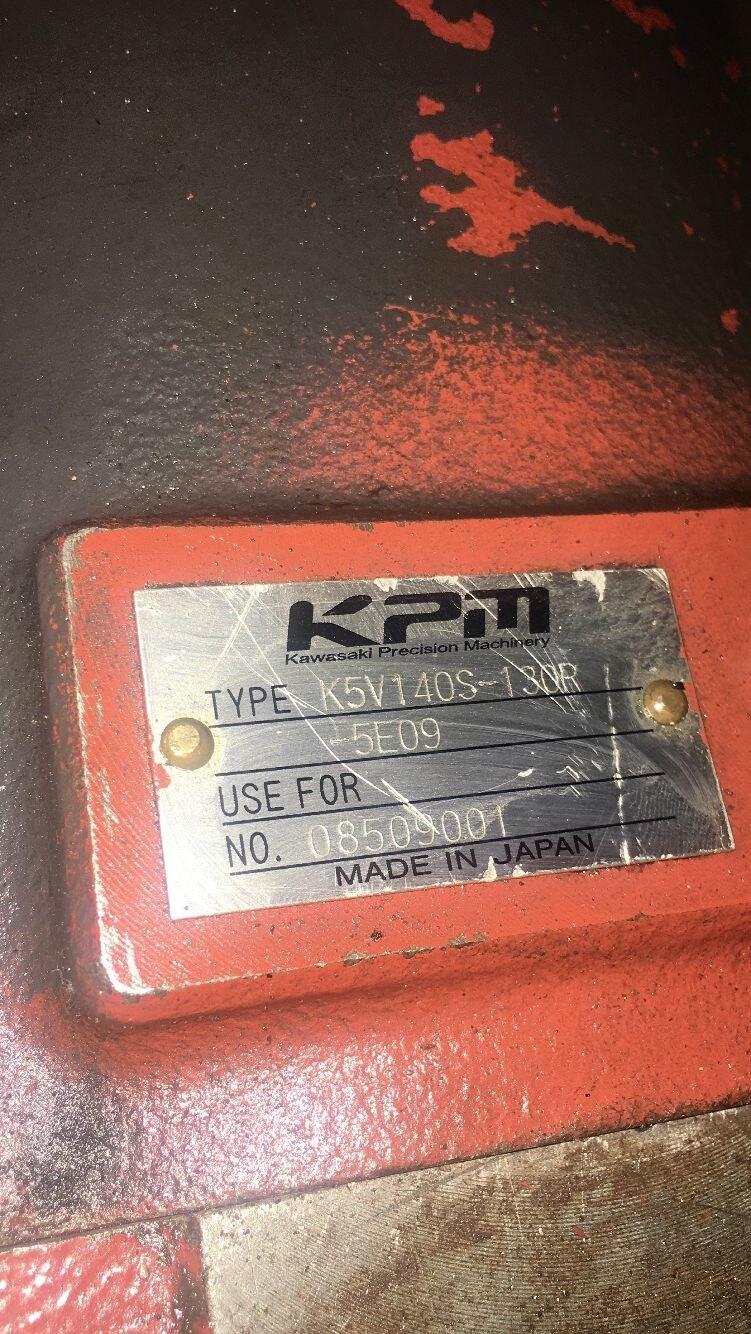 KPM
Kawasaki Precision Machinery
TYPE K5V140S-130R
-5E09
USE FOR
NO. 08509001
MADE IN JAPAN